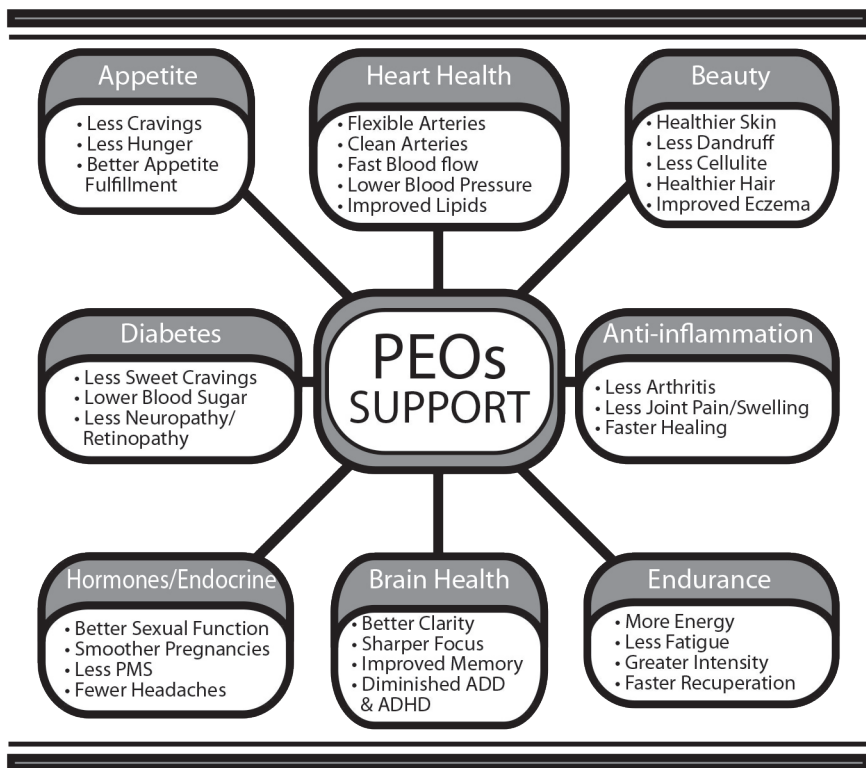 Appetite
• Less Cravings
• Less Hunger
• Better Appetite
Fulfillment
Heart Health
• Flexible Arteries
• Clean Arteries
• Fast Blood flow
• Lower Blood Pressure
• Improved Lipids
Beauty
• Healthier Skin
• Less Dandruff
• Less Cellulite
• Healthier Hair
• Improved Eczema
Diabetes
• Less Sweet Cravings
• Lower Blood Sugar
• Less Neuropathy/
Retinopathy
PEOs
SUPPORT
Anti-inflammation
• Less Arthritis
• Less Joint Pain/Swelling
• Faster Healing
Hormones/Endocrine
• Better Sexual Function
• Smoother Pregnancies
• Less PMS
• Fewer Headaches
Brain Health
• Better Clarity
• Sharper Focus
• Improved Memory
• Diminished ADD
& ADHD
Endurance
• More Energy
• Less Fatigue
• Greater Intensity
• Faster Recuperation